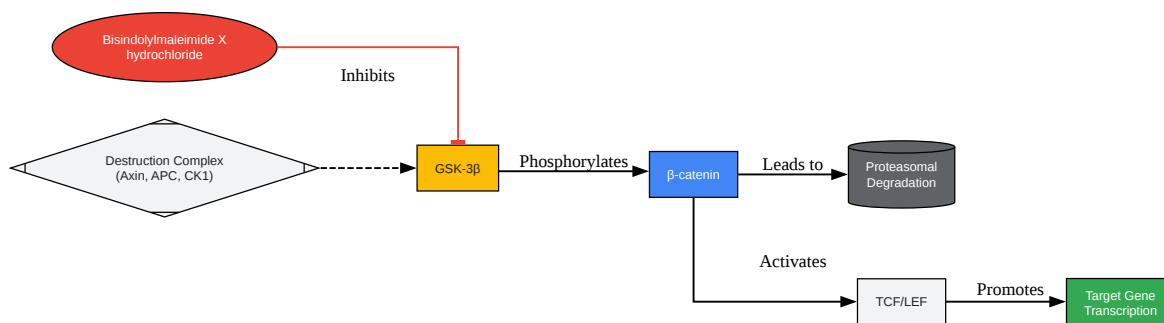 Bisindolylmaleimide X
hydrochloride
Inhibits
Destruction Complex
(Axin, APC, CK1)
GSK-3β
Phosphorylates
β-catenin
Leads to
Proteasomal
Degradation
Activates
TCF/LEF
Promotes
Target Gene
Transcription